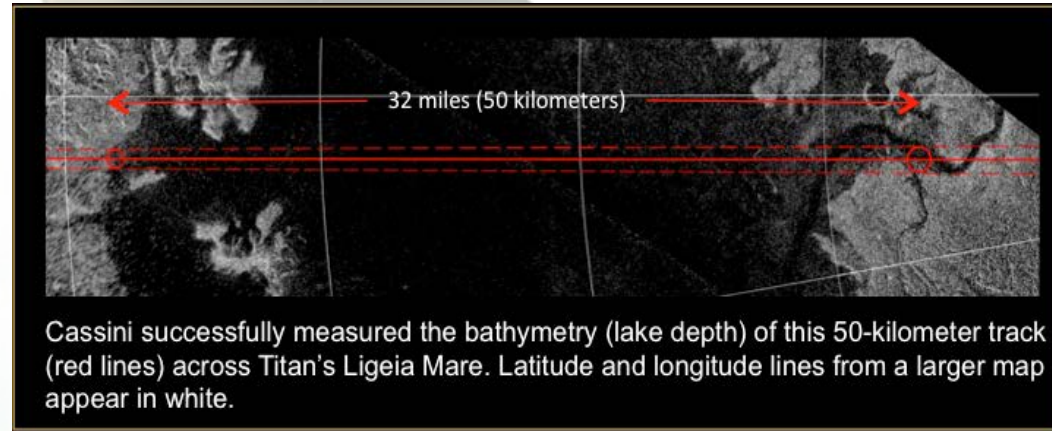 32 miles (50 kilometers)
Cassini successfully measured the bathymetry (lake depth) of this 50-kilometer track
(red lines) across Titan's Ligeia Mare. Latitude and longitude lines from a larger map
appear in white.